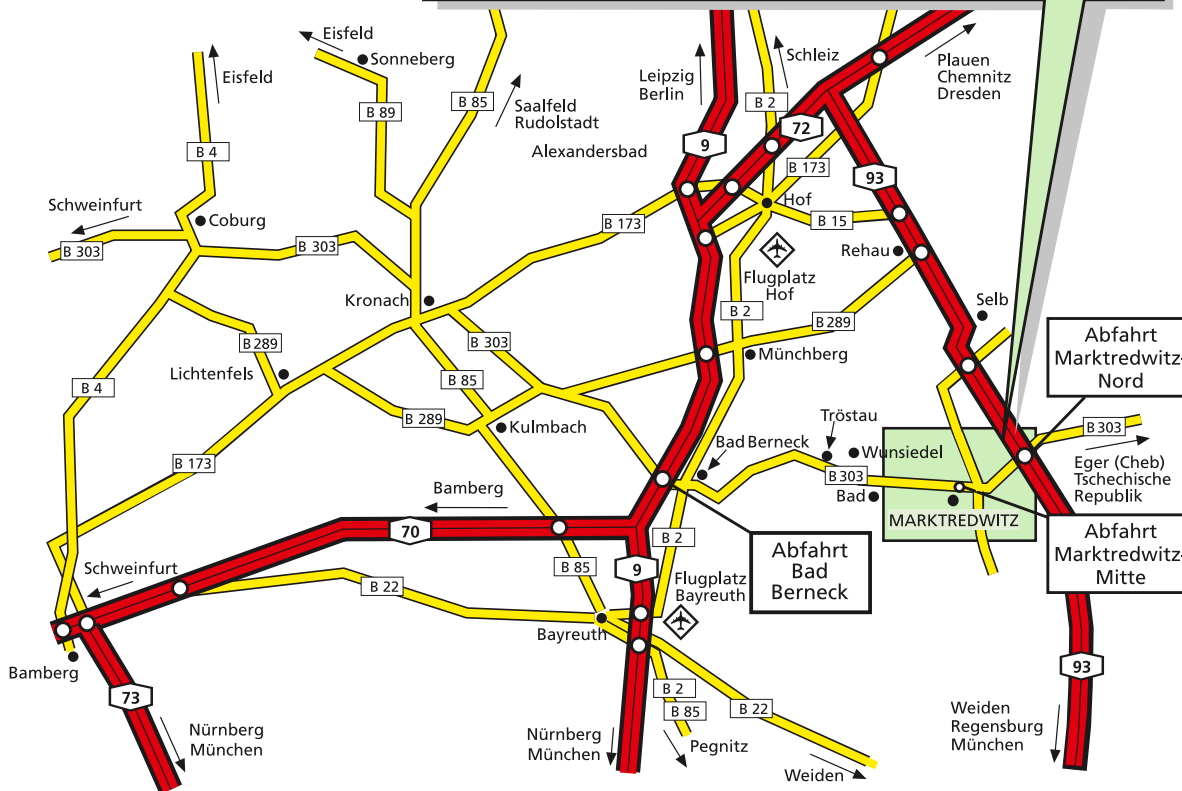 Eisfeld
Sonneberg
Eisfeld
B 89
B 85
Saalfeld
Rudolstadt
Alexandersbad
Leipzig
Berlin
Schleiz
B 2
72
9
Plauen
Chemnitz
Dresden
B 4
B 173
93
Schweinfurt
Coburg
B 303
B 303
B 173
Hof
B 15
Rehau
Flugplatz
Hof
Kronach
Selb
B 2
B 289
B 289
B 303
Lichtenfels
Münchberg
Abfahrt
Marktredwitz-
Nord
B 4
B 85
B 289
Kulmbach
Tröstau
Bad Berneck
Wunsiedel
B 303
B 303
B 173
Bamberg
Bad
Eger (Cheb)
Tschechische
Republik
MARKTREDWITZ
70
B 2
Abfahrt
Bad
Berneck
Abfahrt
Marktredwitz-
Mitte
Schweinfurt
B 22
B 85
9
Flugplatz
Bayreuth
Bayreuth
Bamberg
73
B 2
B 85
B 22
93
Nürnberg
München
Nürnberg
München
Pegnitz
Weiden
Weiden
Regensburg
München